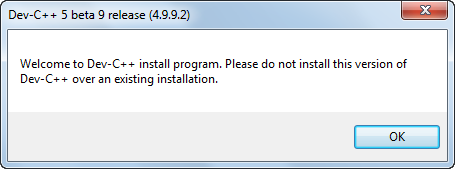 Dev-C++ 5 beta 9 release (4.9.9.2)
Welcome to Dev-C++ install program. Please do not install this version of
Dev-C++ over an existing installation.
OK